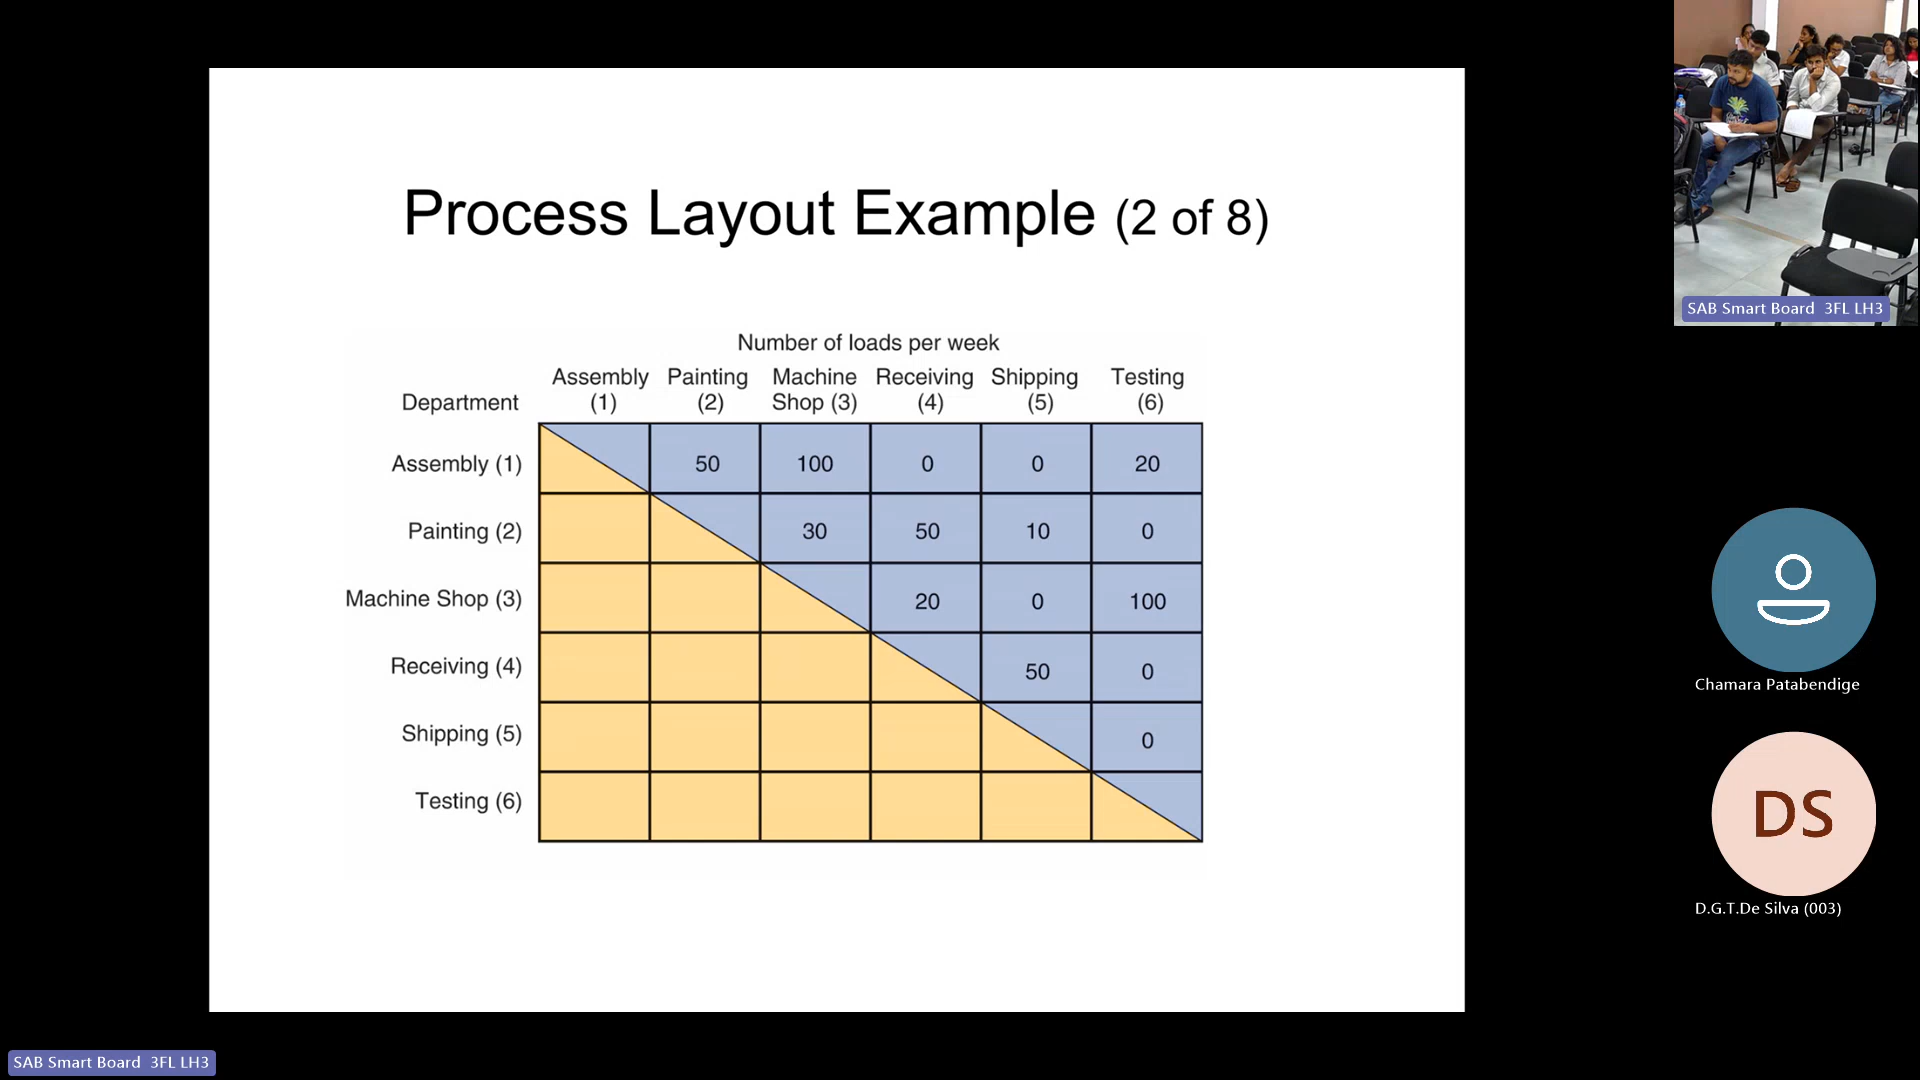 Process Layout Example (2 of 8)
Number of loads per week
Department
Assembly (1)
Painting (2)
Machine Shop (3)
Receiving (4)
Shipping (5)
Testing (6)
Assembly (1) 50 100 0 0 20
Painting (2) 30 50 10 0
Machine Shop (3) 20 0 100
Receiving (4) 50 0
Shipping (5) 0
Testing (6)
SAB Smart Board 3FL LH3
Chamara Patabendige
DS
D.G.T.De Silva (003)
SAB Smart Board 3FL LH3